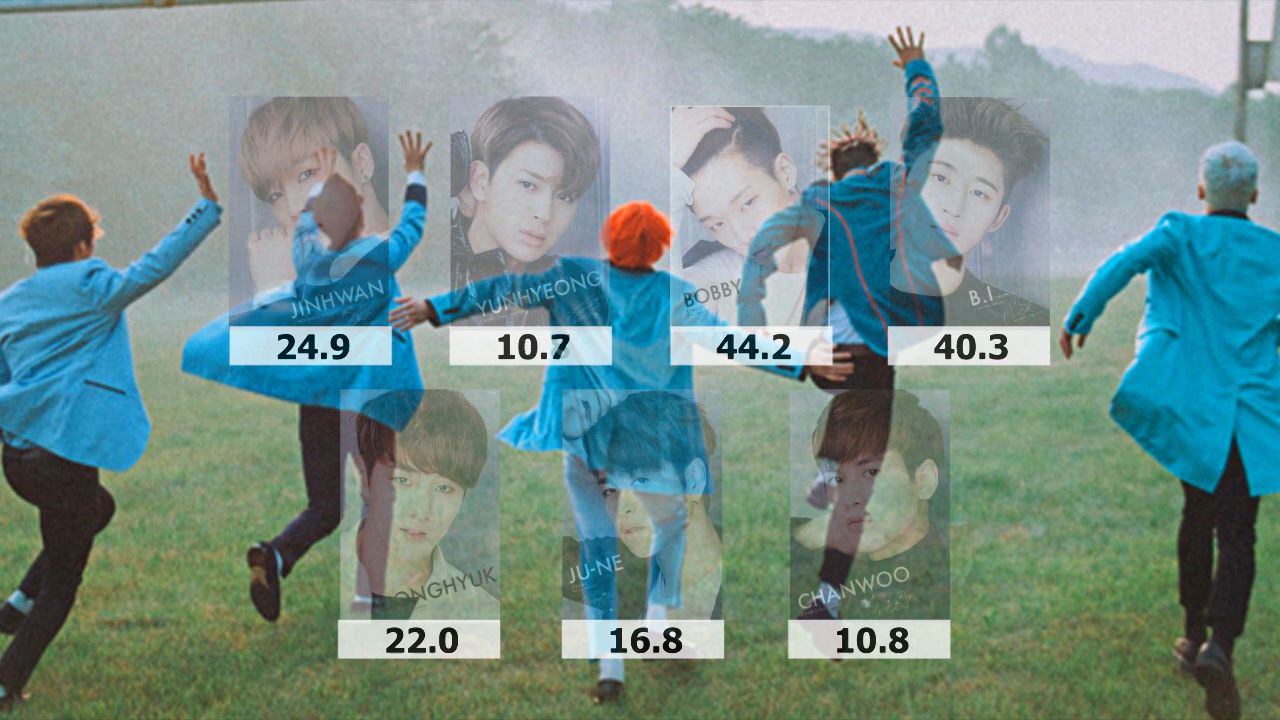 JINHWAN
YUNHYEONG
BOBBY
B.I
24.9
10.7
44.2
40.3
ONGHYUK
JU-NE
CHANWOO
22.0
16.8
10.8